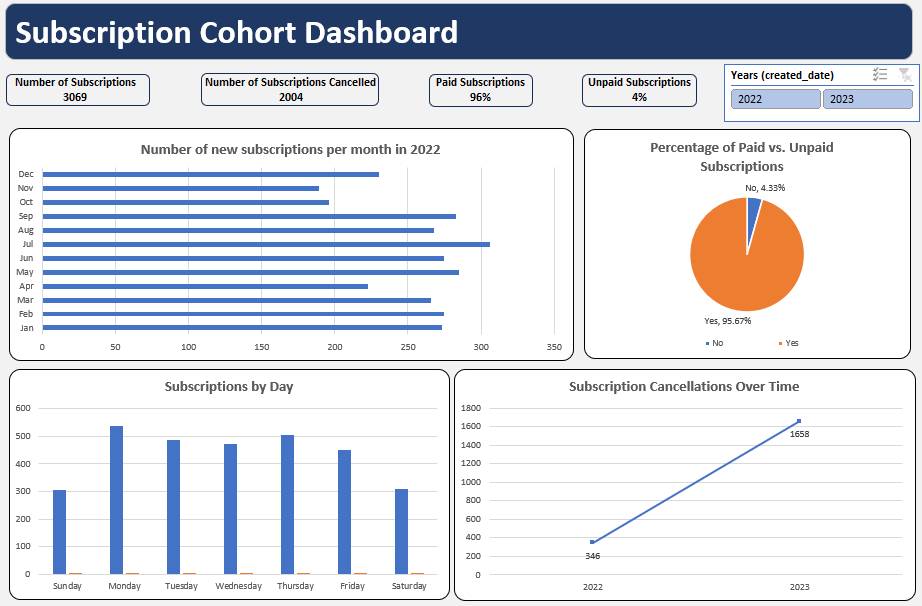 Subscription Cohort Dashboard
Number of Subscriptions
3069
Number of Subscriptions Cancelled
2004
Paid Subscriptions
96%
Unpaid Subscriptions
4%
Years (created_date)
2022 2023
Number of new subscriptions per month in 2022
Dec
Nov
Oct
Sep
Aug
Jul
Jun
May
Apr
Mar
Feb
Jan
0 50 100 150 200 250 300 350
Percentage of Paid vs. Unpaid
Subscriptions
No, 4.33%
Yes, 95.67%
No Yes
Subscriptions by Day
600
500
400
300
200
100
0
Sunday Monday Tuesday Wednesday Thursday Friday Saturday
Subscription Cancellations Over Time
1800
1600
1400
1200
1000
800
600
400
200
0
1658
346
2022 2023